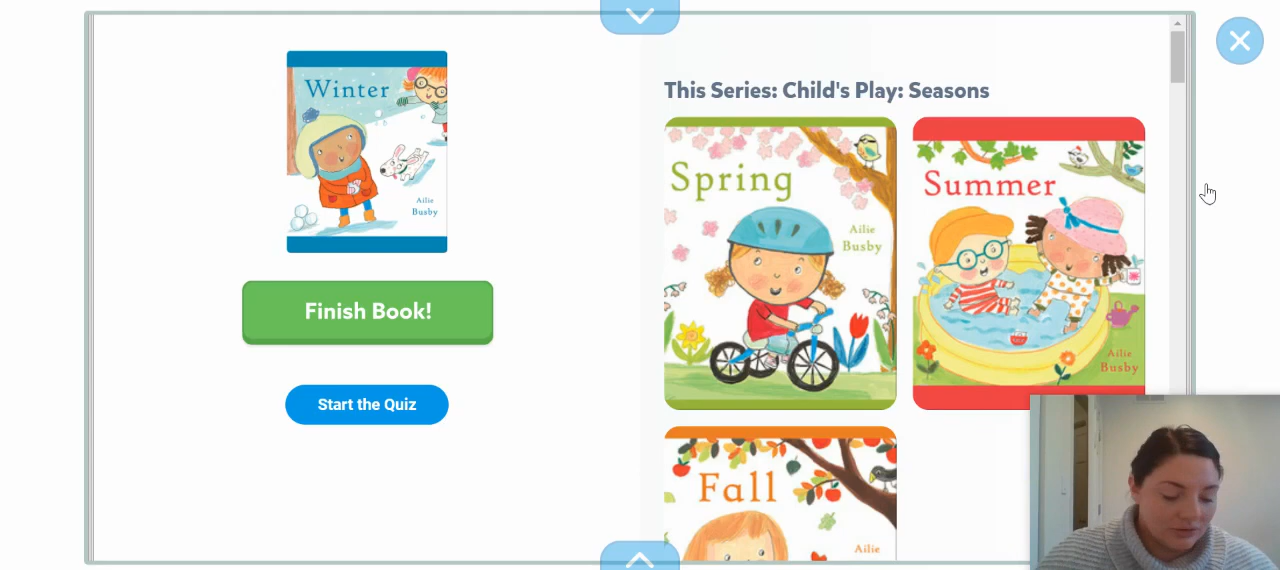 Winter
Ailie
Busby
Finish Book!
Start the Quiz
This Series: Child's Play: Seasons
Spring
Ailie
Busby
Summer
Ailie
Busby
Fall
Ailie